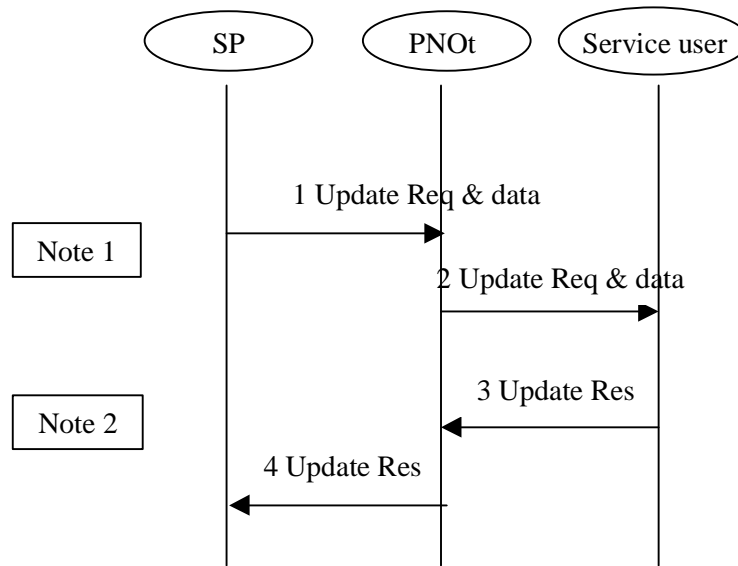 SP
PNOt
Service user
1 Update Req & data
Note 1
2 Update Req & data
3 Update Res
Note 2
4 Update Res